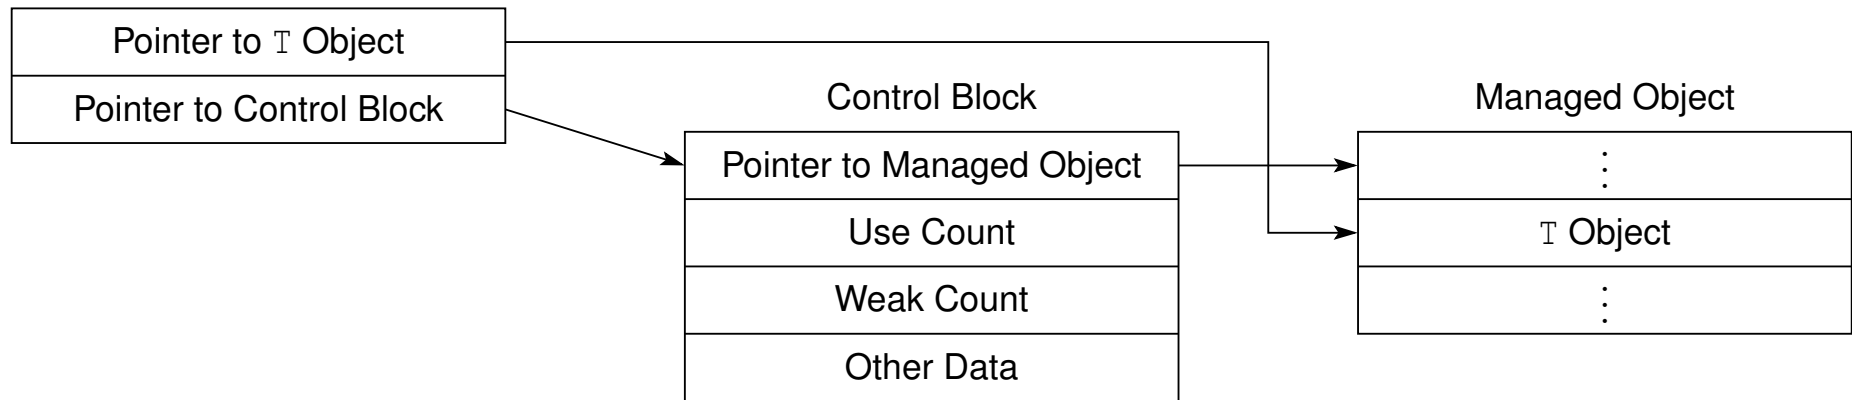 Pointer to T Object
Pointer to Control Block
Control Block
Pointer to Managed Object
Use Count
Weak Count
Other Data
Managed Object
⋮
T Object
⋮